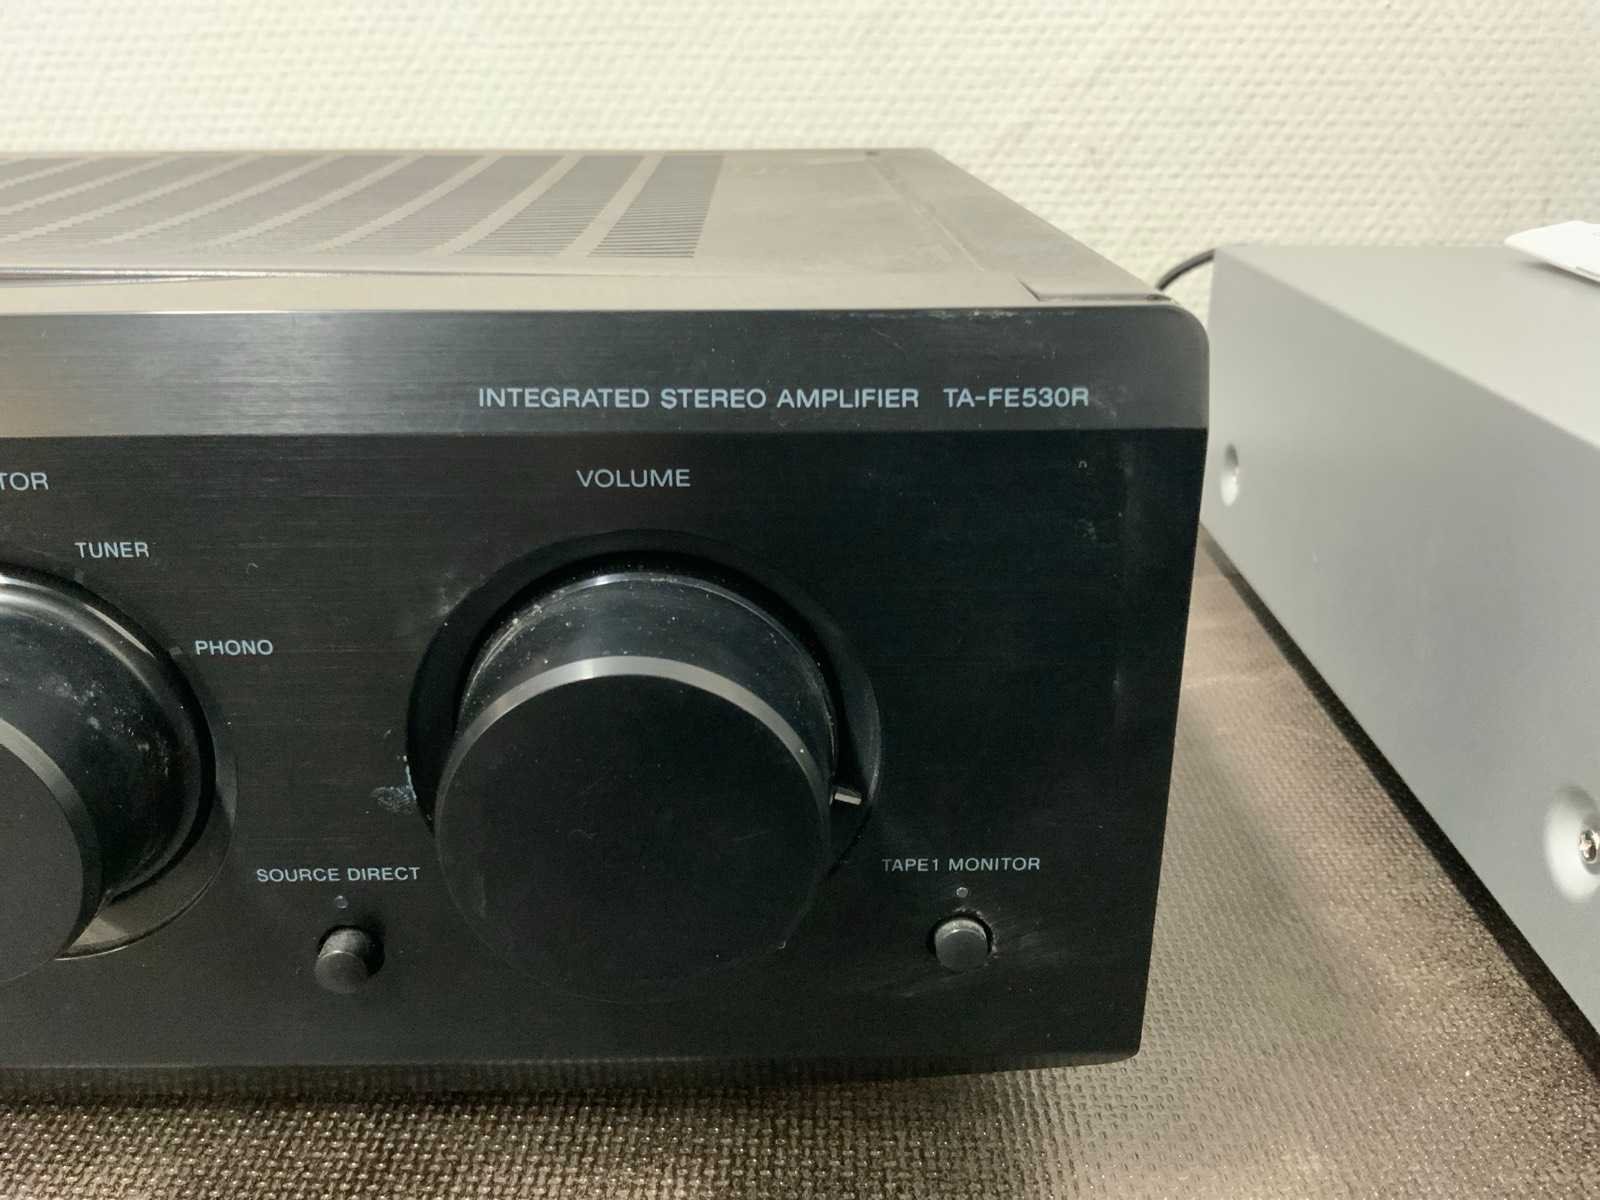 INTEGRATED STEREO AMPLIFIER TA-FE530R
TOR
VOLUME
TUNER
PHONO
SOURCE DIRECT
TAPE1 MONITOR